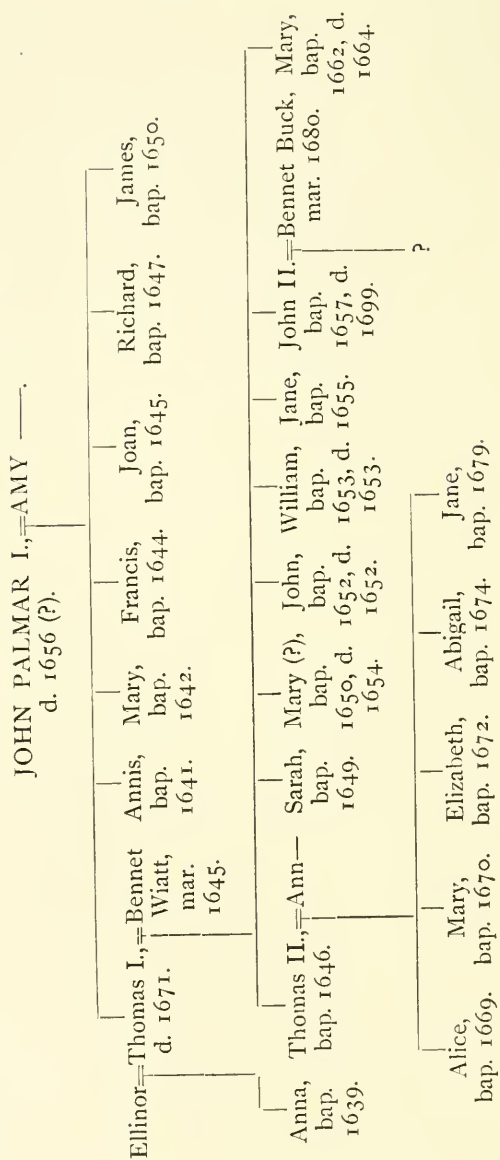 JOHN PALMAR I.,=AMY ——.
d. 1656 (?).
Ellinor=Thomas I.,=Bennet
d. 1671.
Wiatt,
mar.
1645.
Annis,
bap.
1641.
Mary,
bap.
1642.
Francis,
bap. 1644.
Joan,
bap. 1645.
Richard,
bap. 1647.
James,
bap. 1650.
Anna,
bap.
1639.
Thomas II.,=Ann—
bap. 1646.
Sarah,
bap.
1649.
Mary (?),
bap.
1650, d.
1654.
John,
bap.
1652, d.
1652.
William,
bap.
1653, d.
1653.
Jane,
bap.
1655.
John II.=Bennet Buck,
bap.
1657, d.
1699.
mar. 1680.
Mary,
bap.
1662, d.
1664.
?
Alice,
bap. 1669.
Mary,
bap. 1670.
Elizabeth,
bap. 1672.
Abigail,
bap. 1674.
Jane,
bap. 1679.